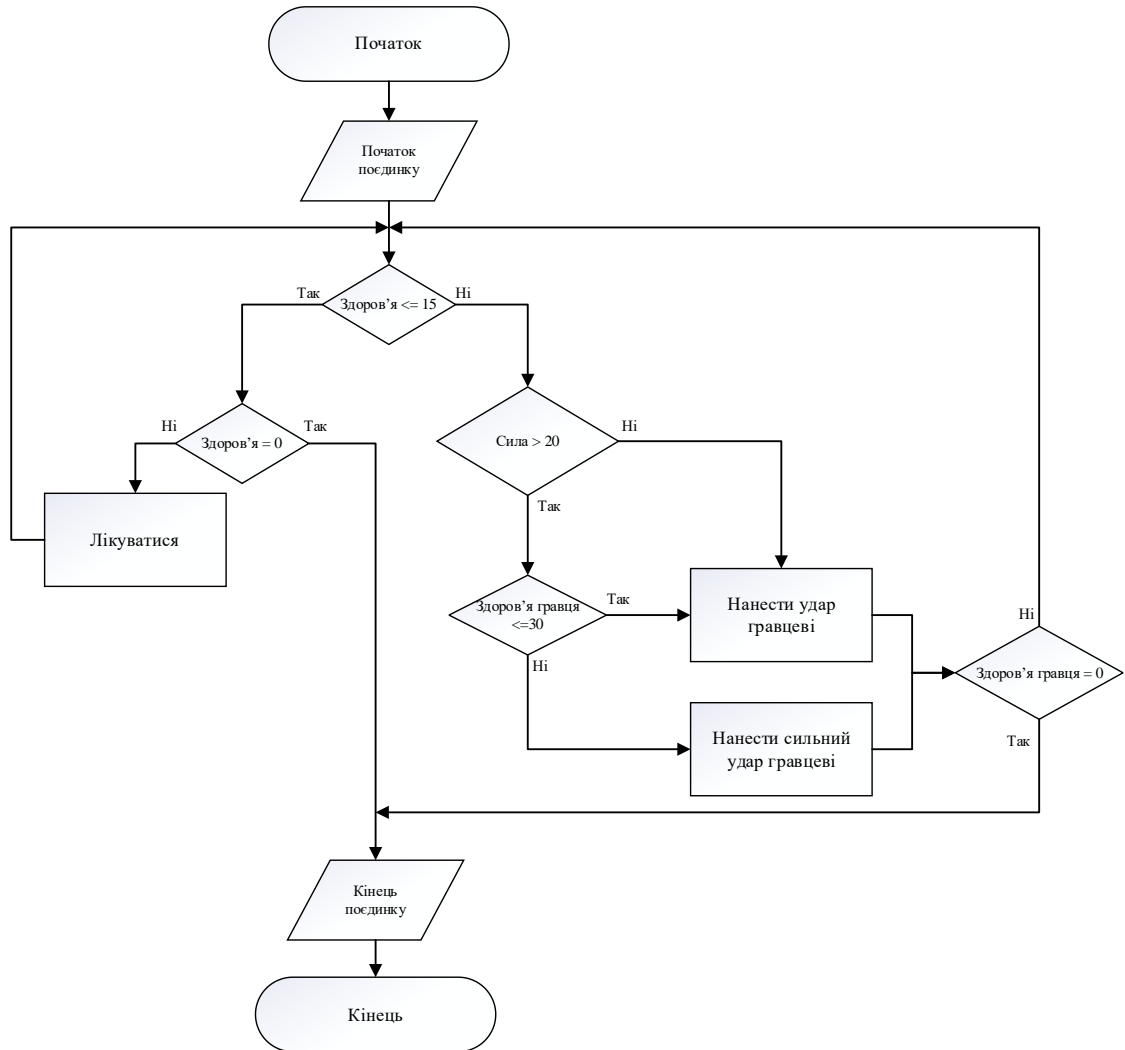 Початок
Початок
поєдинку
Так
Здоров’я <= 15
Ні
Ні
Здоров’я = 0
Так
Сила > 20
Ні
Так
Лікуватися
Здоров’я гравця
<=30
Так
Ні
Нанести удар
гравцеві
Ні
Здоров’я гравця = 0
Так
Нанести сильний
удар гравцеві
Кінець
поєдинку
Кінець